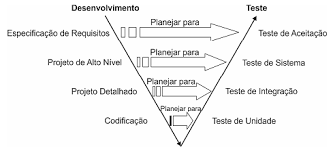 Desenvolvimento Teste
Planejar para
Especificação de Requisitos Teste de Aceitação
Planejar para
Projeto de Alto Nível Teste de Sistema
Planejar para
Projeto Detalhado Teste de Integração
Planejar para
Codificação Teste de Unidade